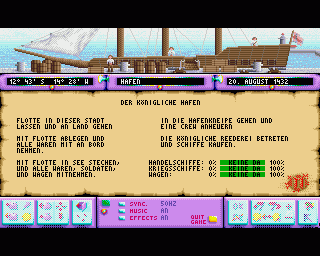 12° 43' S 14° 28' W HAFEN 20. AUGUST 1432
DER KÖNIGLICHE HAFEN
FLOTTE IN DIESER STADT
LASSEN UND AN LAND GEHEN
IN DIE HAFENKNEIPE GEHEN UND
EINE CREW ANHEUERN
MIT FLOTTE ABLEGEN UND
ALLE WAREN MIT AN BORD
NEHMEN.
DIE KÖNIGLICHE REEDEREI BETRETEN
UND SCHIFFE KAUFEN.
MIT FLOTTE IN SEE STECHEN,
UND ALLE WAREN, SOLDATEN,
UND WAGEN MITNEHMEN.
HANDELSCHIFFE: 0% KEINE DA 100%
KRIEGSSCHIFFE: 0% KEINE DA 100%
WAGEN: 0% KEINE DA 100%
SYNC. 50HZ
MUSIC AN
EFFECTS AN
QUIT
GAME